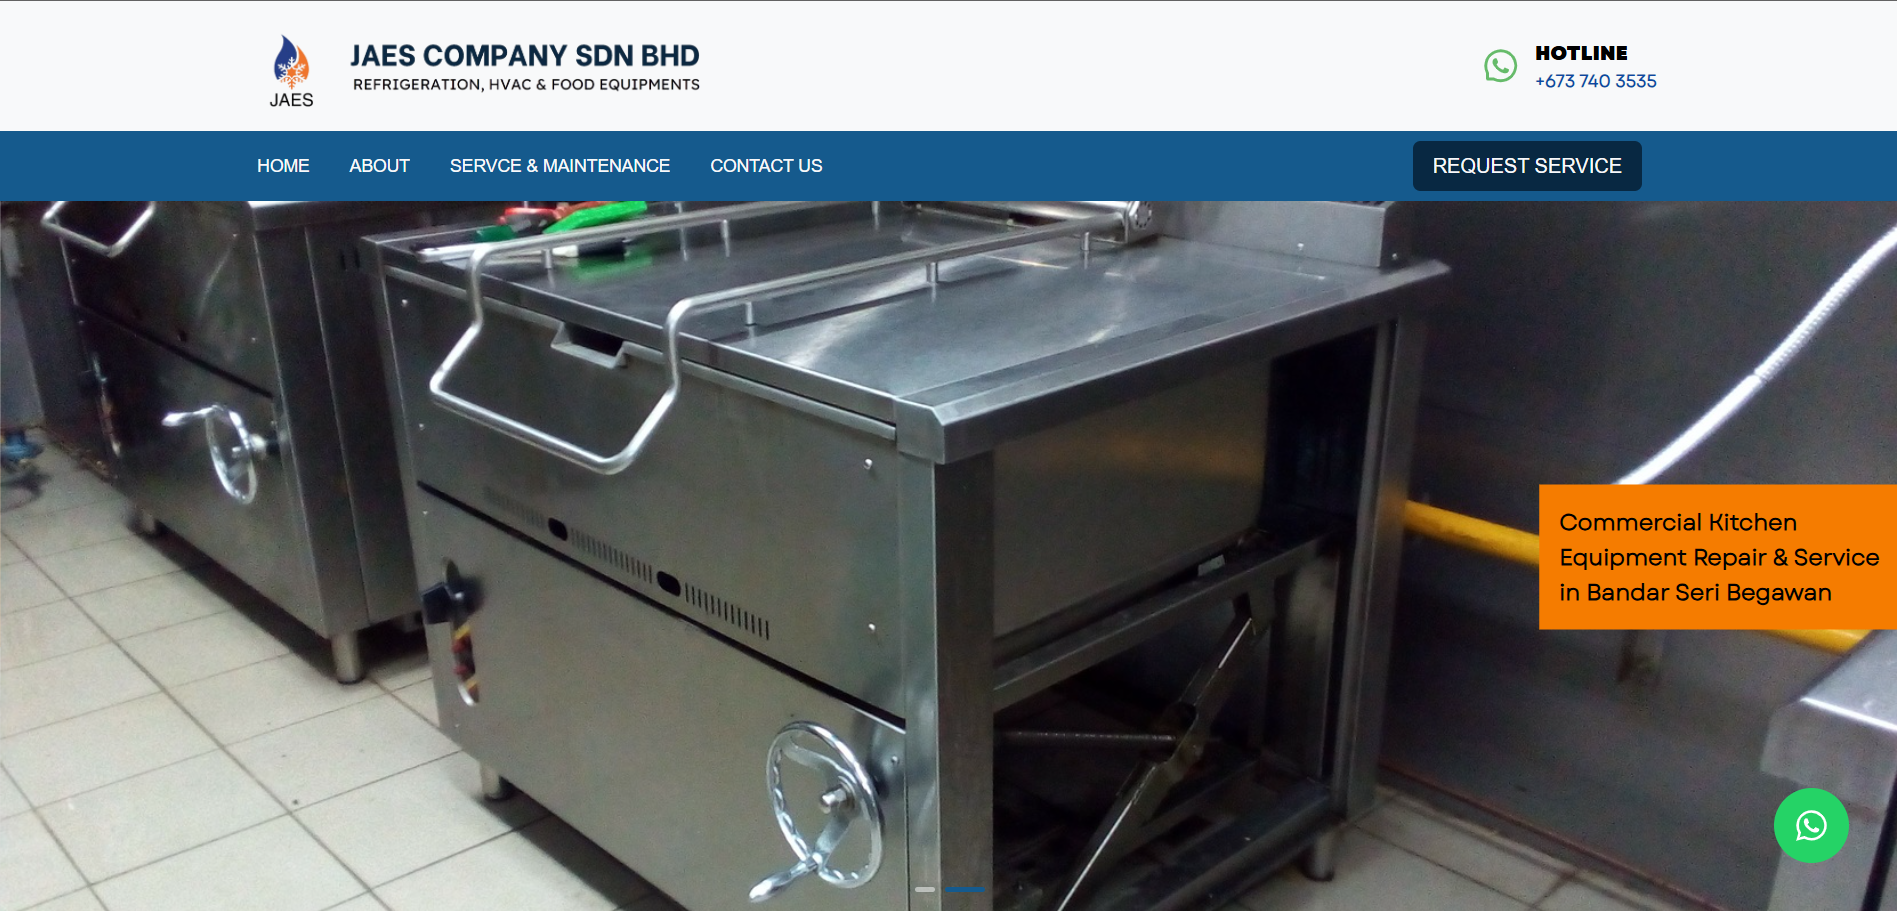 JAES
JAES COMPANY SDN BHD
REFRIGERATION, HVAC & FOOD EQUIPMENTS
HOTLINE
+673 740 3535
HOME
ABOUT
SERVCE & MAINTENANCE
CONTACT US
REQUEST SERVICE
Commercial Kitchen
Equipment Repair & Service
in Bandar Seri Begawan